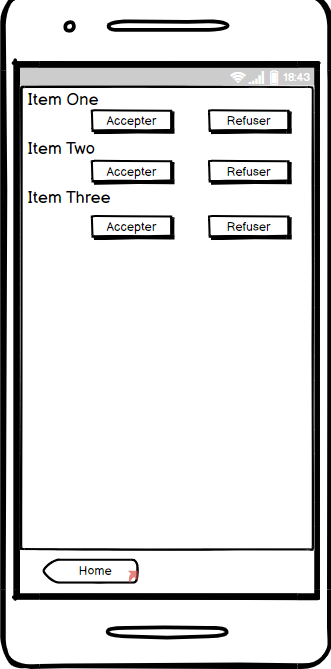 18:43
Item One
Accepter Refuser
Item Two
Accepter Refuser
Item Three
Accepter Refuser
Home